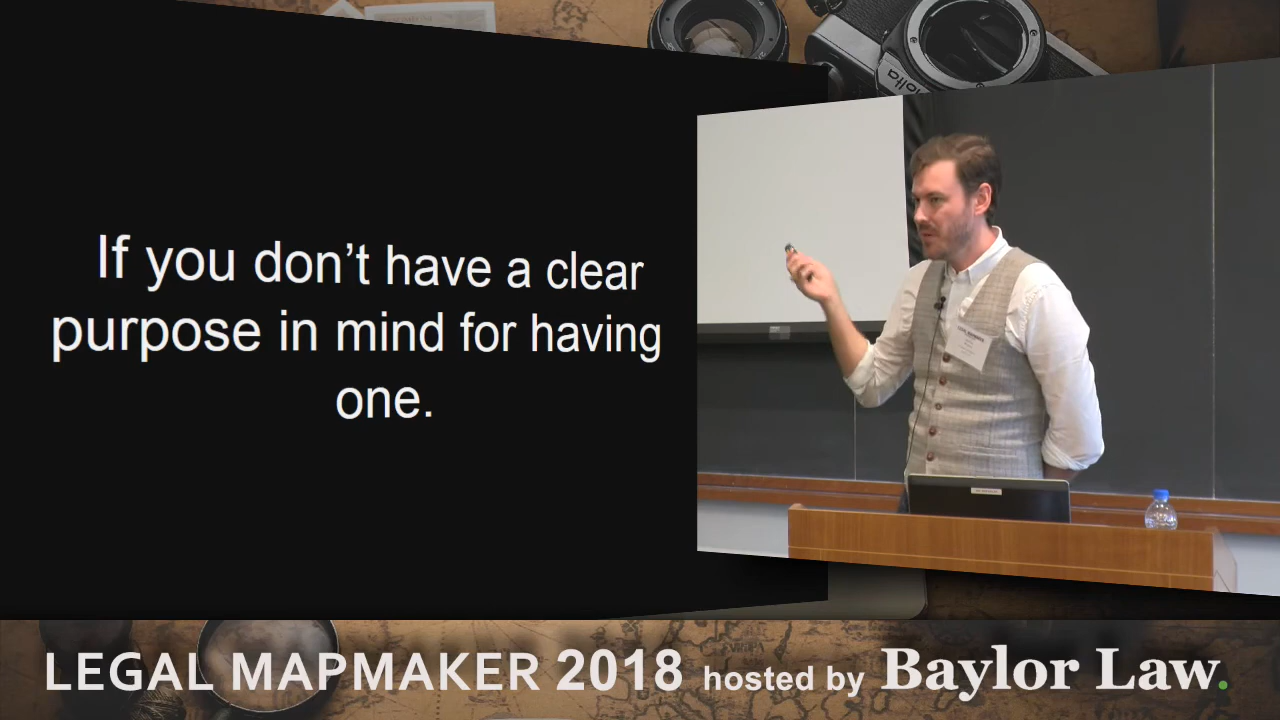 If you don't have a clear
purpose in mind for having
one.
LEGAL MAPMAKER 2018 hosted by Baylor Law.